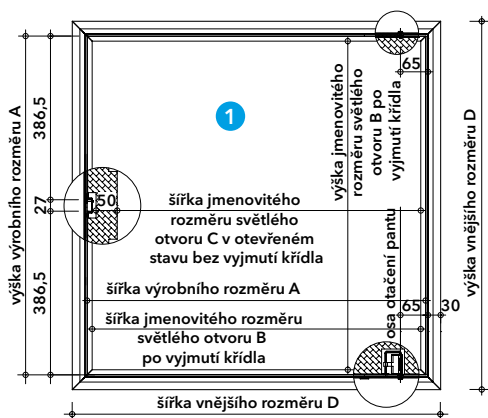 65
386,5
výška výrobního rozměru A
1
výška jmenovitého
rozměru světlého
otvoru B po
vyjmutí křídla
výška vnějšího rozměru D
50
27
šířka jmenovitého
rozměru světlého
otvoru C v otevřeném
stavu bez vyjmutí křídla
osa otačení pantu
šířka výrobního rozměru A
386,5
65
30
šířka jmenovitého rozměru
světlého otvoru B
po vyjmutí křídla
šířka vnějšího rozměru D